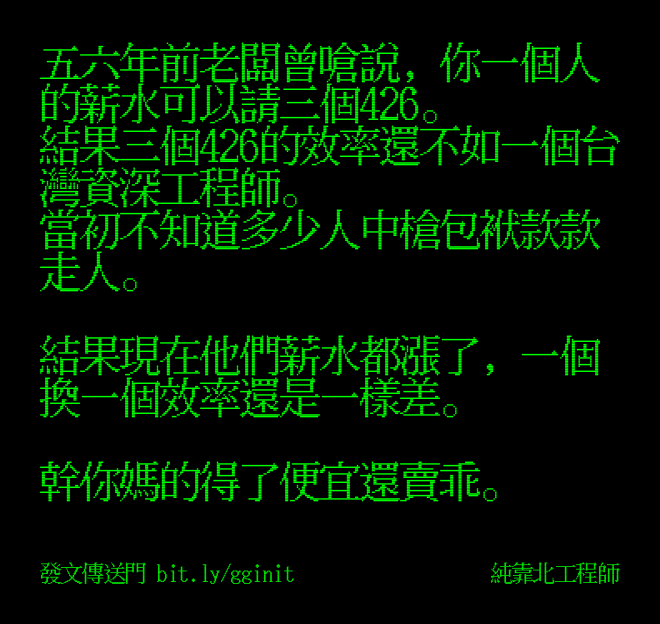 五六年前老闆曾嗆說，你一個人
的薪水可以請三個426。
結果三個426的效率還不如一個台
灣資深工程師。
當初不知道多少人中槍包袱款款
走人。
結果現在他們薪水都漲了，一個
換一個效率還是一樣差。
幹你媽的得了便宜還賣乖。
發文傳送門 bit.ly/gginit
純靠北工程師